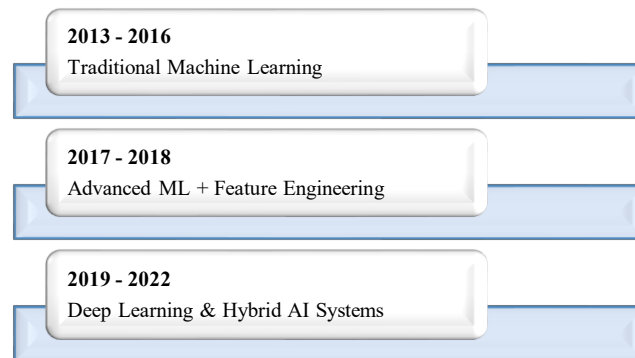 2013 - 2016
Traditional Machine Learning
2017 - 2018
Advanced ML + Feature Engineering
2019 - 2022
Deep Learning & Hybrid AI Systems